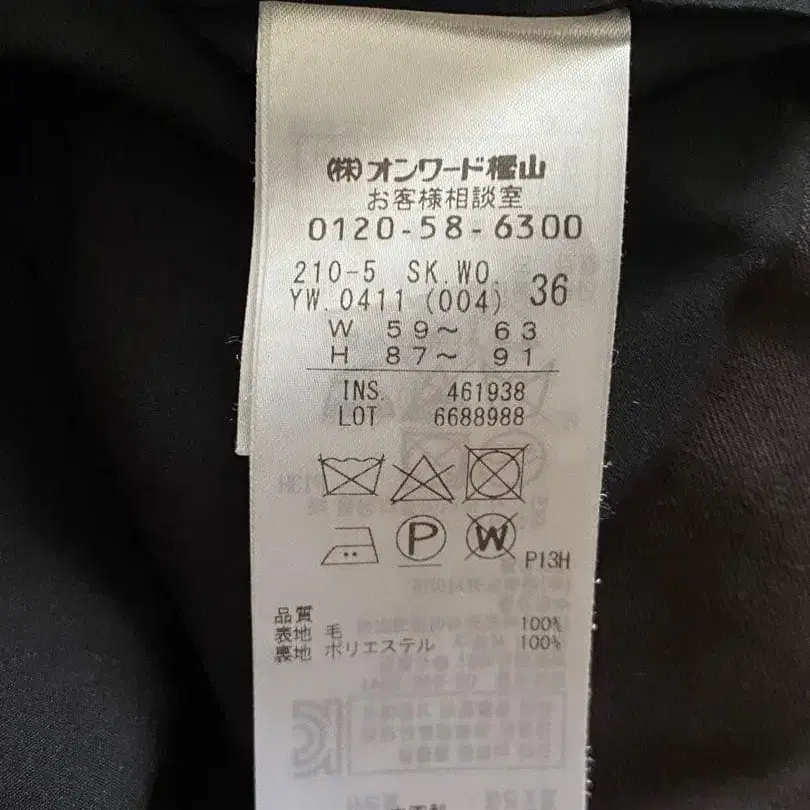 (株)オンワード樫山
お客様相談室
0120-58-6300
210-5 SK.WO.
YW.0411 (004) 36
W 59～ 63
H 87～ 91
INS. 461938
LOT 6688988
P W P13H
品質
表地 毛 100%
裏地 ポリエステル 100%